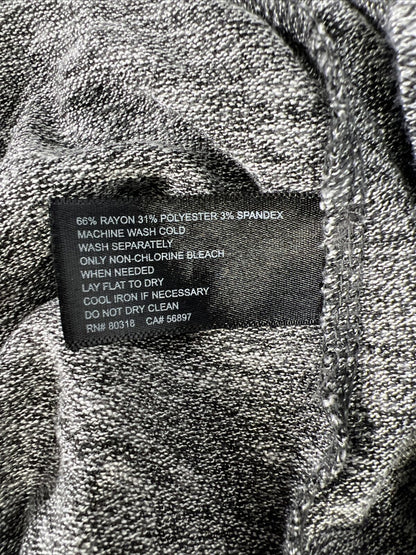 66% RAYON 31% POLYESTER 3% SPANDEX
MACHINE WASH COLD
WASH SEPARATELY
ONLY NON-CHLORINE BLEACH
WHEN NEEDED
LAY FLAT TO DRY
COOL IRON IF NECESSARY
DO NOT DRY CLEAN
RN# 80318 CA# 56897